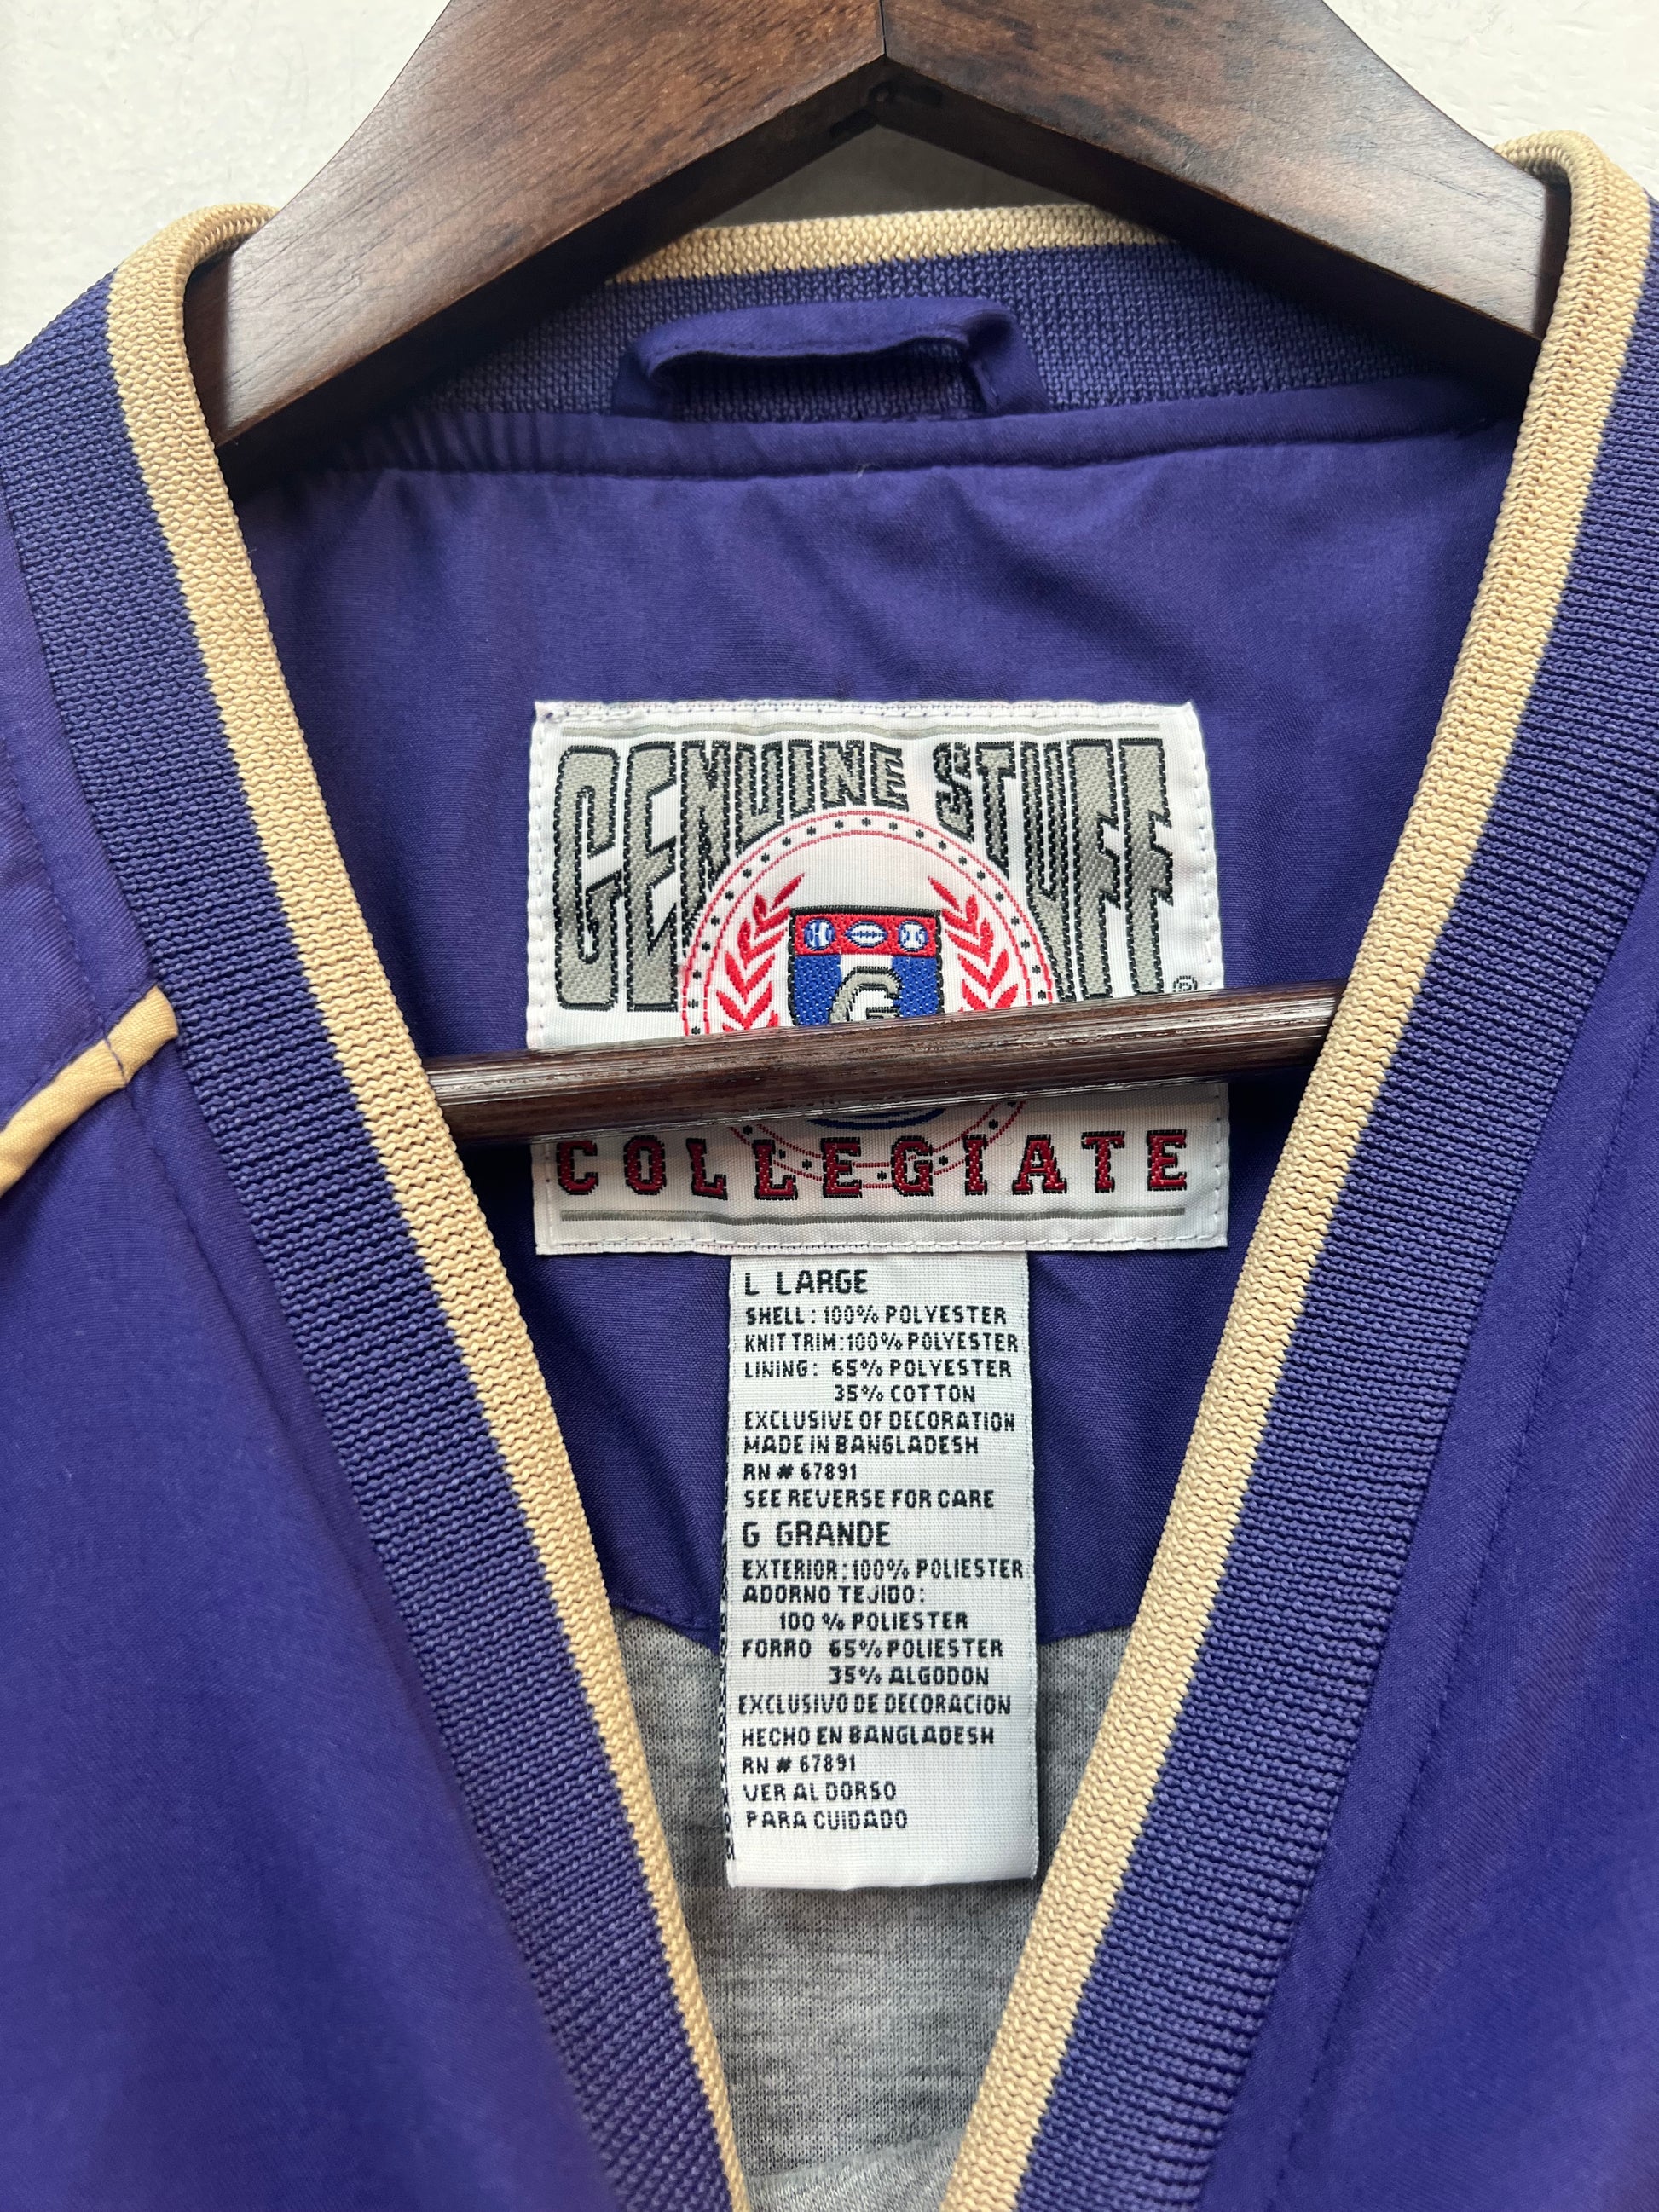 GENUINE STUFF ®
G
COLLEGIATE
L LARGE
SHELL: 100% POLYESTER
KNIT TRIM: 100% POLYESTER
LINING: 65% POLYESTER
35% COTTON
EXCLUSIVE OF DECORATION
MADE IN BANGLADESH
RN # 67891
SEE REVERSE FOR CARE
G GRANDE
EXTERIOR: 100% POLIESTER
ADORNO TEJIDO:
100 % POLIESTER
FORRO 65% POLIESTER
35% ALGODON
EXCLUSIVO DE DECORACION
HECHO EN BANGLADESH
RN # 67891
VER AL DORSO
PARA CUIDADO